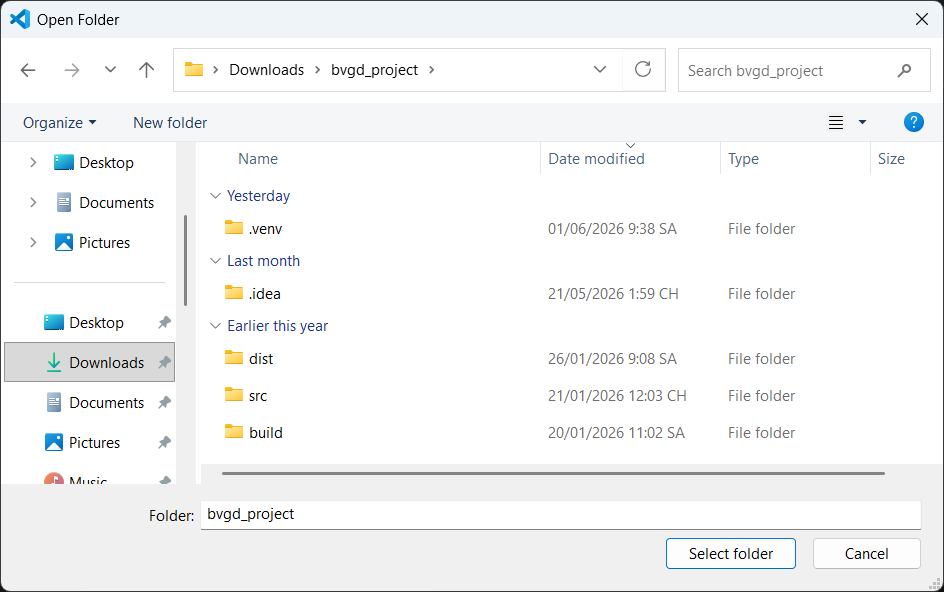 Open Folder
Downloads > bvgd_project >
Search bvgd_project
Organize
New folder
?
Desktop
Documents
Pictures
Desktop
Downloads
Documents
Pictures
Music
Name Date modified Type Size
Yesterday
.venv 01/06/2026 9:38 SA File folder
Last month
.idea 21/05/2026 1:59 CH File folder
Earlier this year
dist 26/01/2026 9:08 SA File folder
src 21/01/2026 12:03 CH File folder
build 20/01/2026 11:02 SA File folder
Folder: bvgd_project
Select folder Cancel